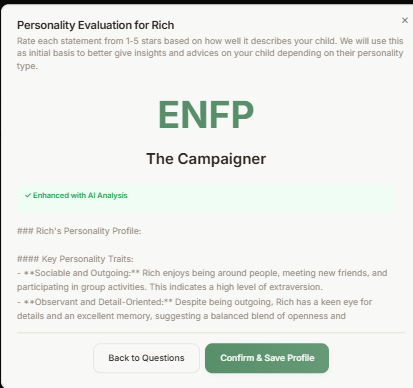 Personality Evaluation for Rich
×
Rate each statement from 1-5 stars based on how well it describes your child. We will use this
as initial basis to better give insights and advices on your child depending on their personality
type.
ENFP
The Campaigner
✓ Enhanced with AI Analysis
### Rich's Personality Profile:
#### Key Personality Traits:
- **Sociable and Outgoing:** Rich enjoys being around people, meeting new friends, and
participating in group activities. This indicates a high level of extraversion.
- **Observant and Detail-Oriented:** Despite being outgoing, Rich has a keen eye for
details and an excellent memory, suggesting a balanced blend of openness and
Back to Questions
Confirm & Save Profile